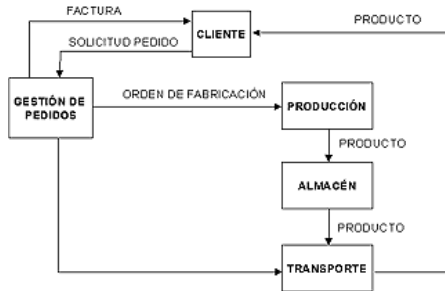 FACTURA
PRODUCTO
CLIENTE
SOLICITUD PEDIDO
GESTIÓN DE
PEDIDOS
ORDEN DE FABRICACIÓN
PRODUCCIÓN
PRODUCTO
ALMACÉN
PRODUCTO
TRANSPORTE